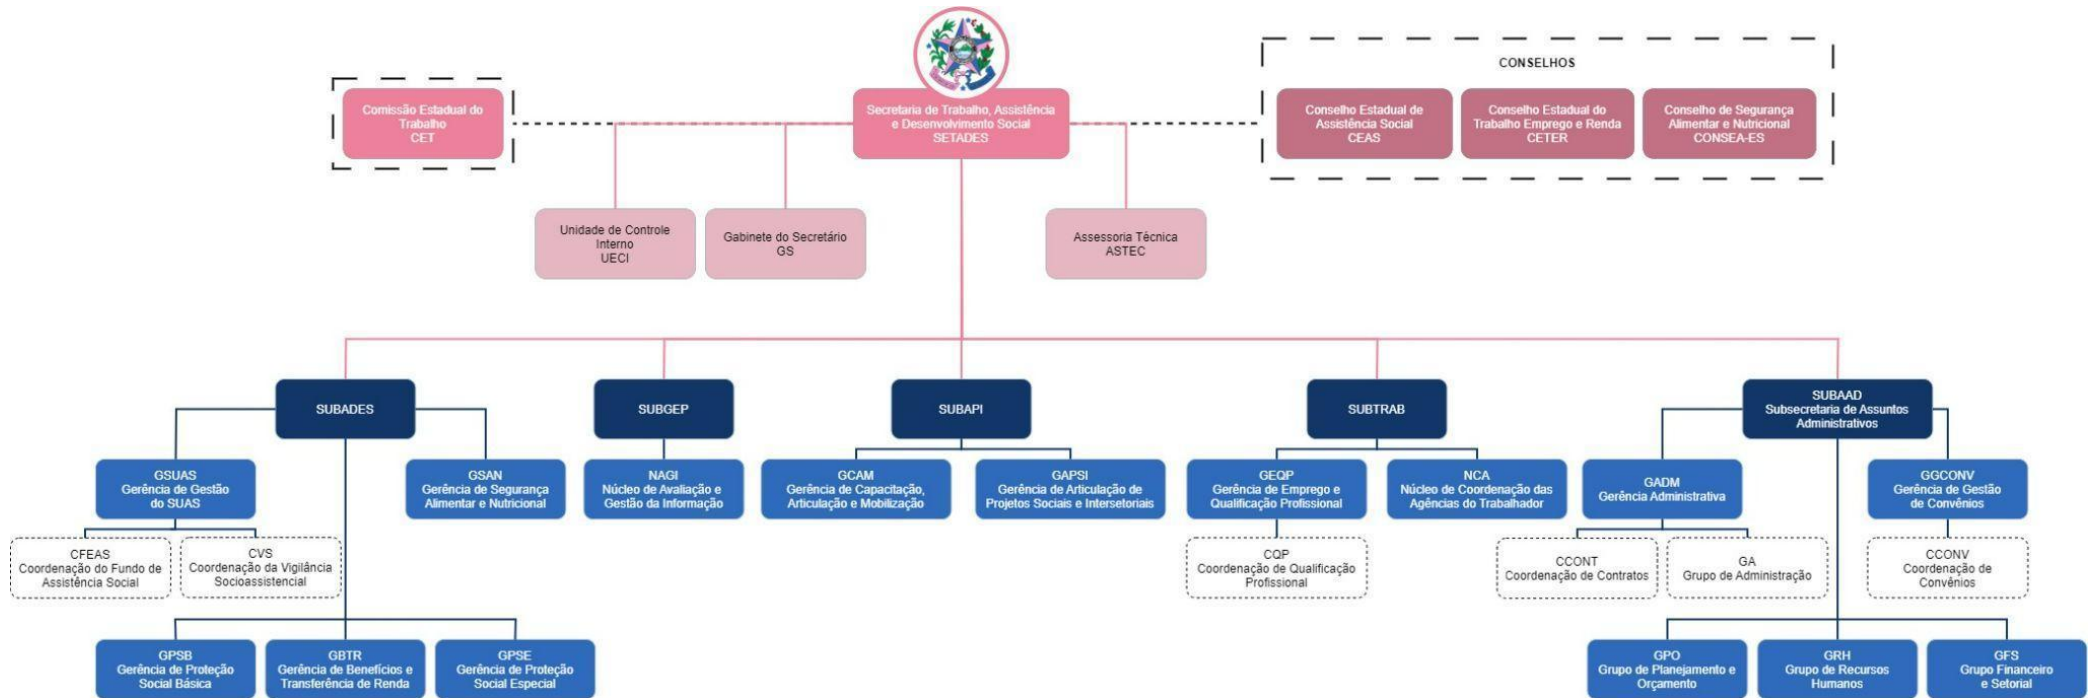 CONSELHOS
Comissão Estadual do
Trabalho
CET
Secretaria de Trabalho, Assistência
e Desenvolvimento Social
SETADES
Conselho Estadual de
Assistência Social
CEAS
Conselho Estadual do
Trabalho Emprego e Renda
CETER
Conselho de Segurança
Alimentar e Nutricional
CONSEA-ES
Unidade de Controle
Interno
UECI
Gabinete do Secretário
GS
Assessoria Técnica
ASTEC
SUBADES
SUBGEP
SUBAPI
SUBTRAB
SUBAAD
Subsecretaria de Assuntos
Administrativos
GSUAS
Gerência de Gestão
do SUAS
GSAN
Gerência de Segurança
Alimentar e Nutricional
NAGI
Núcleo de Avaliação e
Gestão da Informação
GCAM
Gerência de Capacitação,
Articulação e Mobilização
GAPSI
Gerência de Articulação de
Projetos Sociais e Intersetoriais
GEQP
Gerência de Emprego e
Qualificação Profissional
NCA
Núcleo de Coordenação das
Agências do Trabalhador
GADM
Gerência Administrativa
GGCONV
Gerência de Gestão
de Convênios
CFEAS
Coordenação do Fundo de
Assistência Social
CVS
Coordenação da Vigilância
Socioassistencial
CQP
Coordenação de Qualificação
Profissional
CCONT
Coordenação de Contratos
GA
Grupo de Administração
CCONV
Coordenação de
Convênios
GPSB
Gerência de Proteção
Social Básica
GBTR
Gerência de Benefícios e
Transferência de Renda
GPSE
Gerência de Proteção
Social Especial
GPO
Grupo de Planejamento e
Orçamento
GRH
Grupo de Recursos
Humanos
GFS
Grupo Financeiro
e Setorial